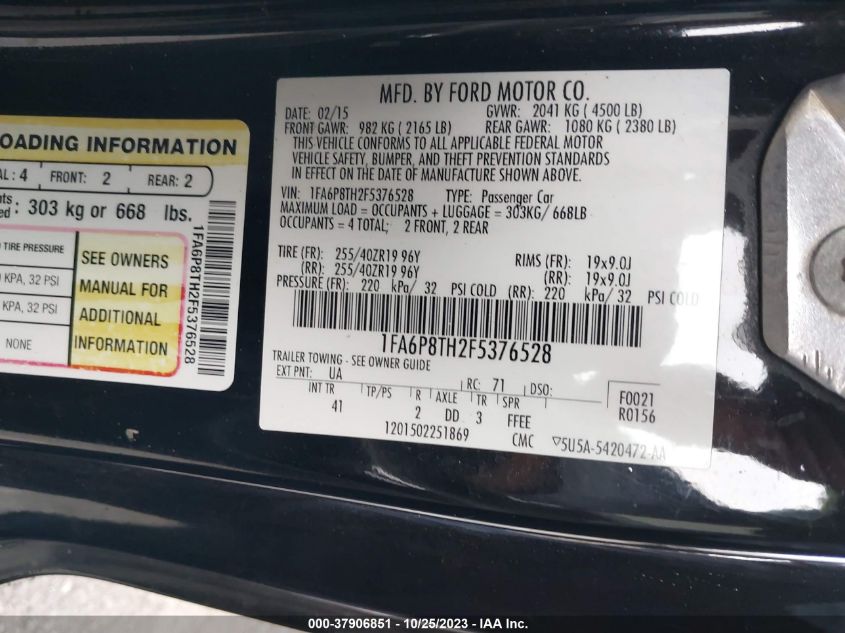 OADING INFORMATION
AL: 4 FRONT: 2 REAR: 2
303 kg or 668 lbs.
TIRE PRESSURE
KPA, 32 PSI
KPA, 32 PSI
NONE
SEE OWNERS
MANUAL FOR
ADDITIONAL
INFORMATION
1FA6P8TH2F5376528
MFD. BY FORD MOTOR CO.
DATE: 02/15 GVWR: 2041 KG ( 4500 LB)
FRONT GAWR: 982 KG ( 2165 LB) REAR GAWR: 1080 KG ( 2380 LB)
THIS VEHICLE CONFORMS TO ALL APPLICABLE FEDERAL MOTOR
VEHICLE SAFETY, BUMPER, AND THEFT PREVENTION STANDARDS
IN EFFECT ON THE DATE OF MANUFACTURE SHOWN ABOVE.
VIN: 1FA6P8TH2F5376528 TYPE: Passenger Car
MAXIMUM LOAD = OCCUPANTS + LUGGAGE = 303KG/ 668LB
OCCUPANTS = 4 TOTAL; 2 FRONT, 2 REAR
TIRE (FR): 255/40ZR19 96Y RIMS (FR): 19x9.0J
(RR): 255/40ZR19 96Y (RR): 19x9.0J
PRESSURE (FR): 220 kPa/ 32 PSI COLD (RR): 220 kPa/ 32 PSI COLD
1FA6P8TH2F5376528
TRAILER TOWING - SEE OWNER GUIDE
EXT PNT: UA RC: 71 DSO: F0021
INT TR TP/PS R AXLE TR SPR R0156
41 2 DD 3 FFEE
1201502251869 CMC ▽5U5A-5420472-AA
000-37906851 - 10/25/2023 - IAA Inc.